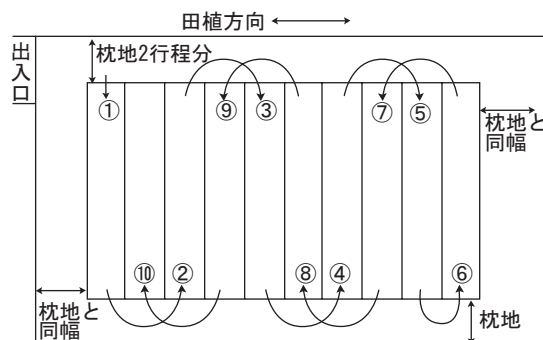 田植方向
出入口
枕地2行程分
①
⑨
③
⑦
⑤
枕地と
同幅
⑩
②
⑧
④
⑥
枕地と
同幅
枕地